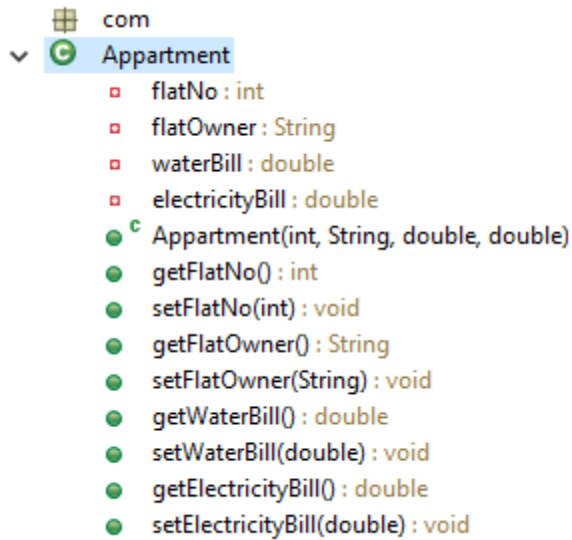 com
Appartment
flatNo : int
flatOwner : String
waterBill : double
electricityBill : double
C Appartment(int, String, double, double)
getFlatNo() : int
setFlatNo(int) : void
getFlatOwner() : String
setFlatOwner(String) : void
getWaterBill() : double
setWaterBill(double) : void
getElectricityBill() : double
setElectricityBill(double) : void